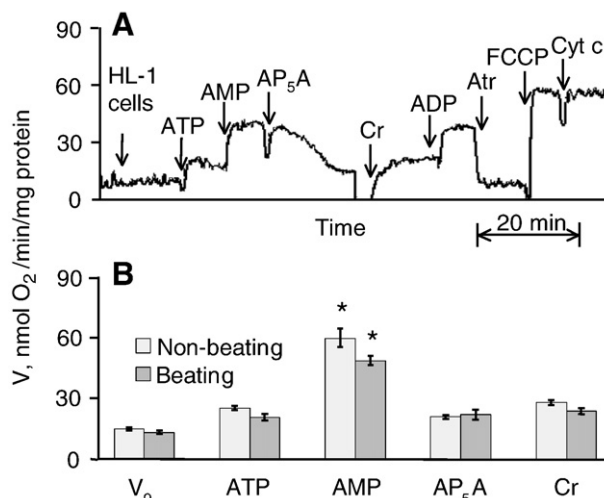 A
V, nmol O2 /min/mg protein
90
60
30
0
HL-1
cells
ATP
AMP
AP5A
Cr
ADP
Atr
FCCP
Cyt c
Time
20 min
B
90
60
30
0
Non-beating
Beating
*
*
Vo
ATP
AMP
AP5A
Cr